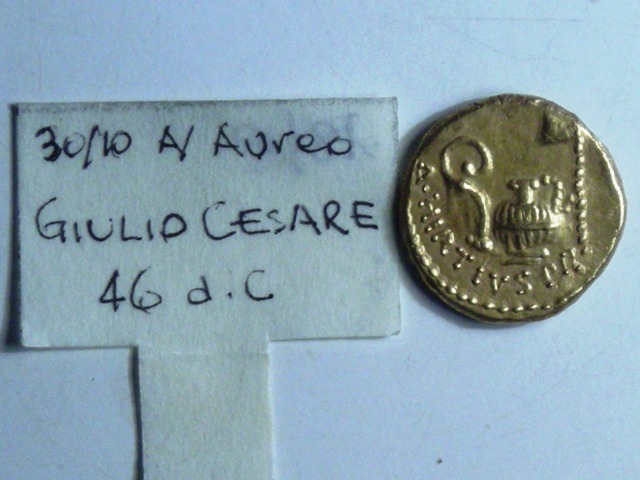 30/10 A/ Aureo
GIULIO CESARE
46 d.C
A·HIRTIVS PR